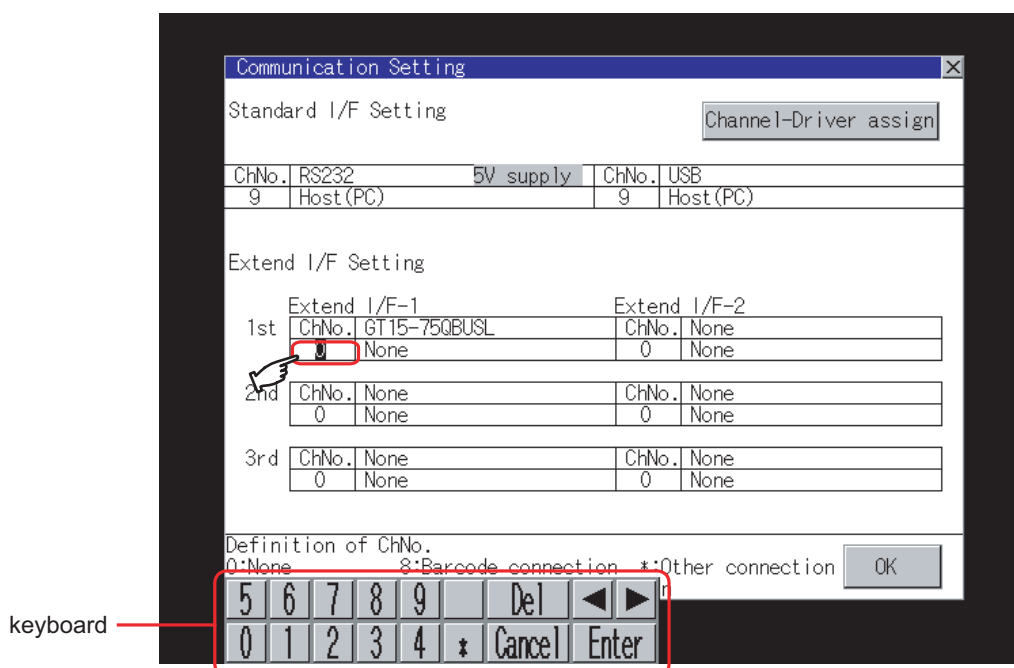 Communication Setting
Standard I/F Setting
Channel-Driver assign
ChNo. RS232 5V supply ChNo. USB
9 Host(PC) 9 Host(PC)
Extend I/F Setting
Extend I/F-1 Extend I/F-2
1st ChNo. GT15-75QBUSL ChNo. None
0 None 0 None
2nd ChNo. None ChNo. None
0 None 0 None
3rd ChNo. None ChNo. None
0 None 0 None
Definition of ChNo.
0:None 8:Barcode connection *:Other connection OK
5 6 7 8 9 Del ◀ ▶
keyboard
0 1 2 3 4 * Cancel Enter